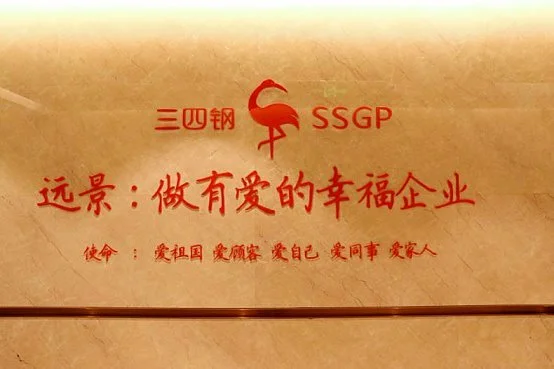 三四钢 SSGP
远景：做有爱的幸福企业
使命 ： 爱祖国 爱顾客 爱自己 爱同事 爱家人